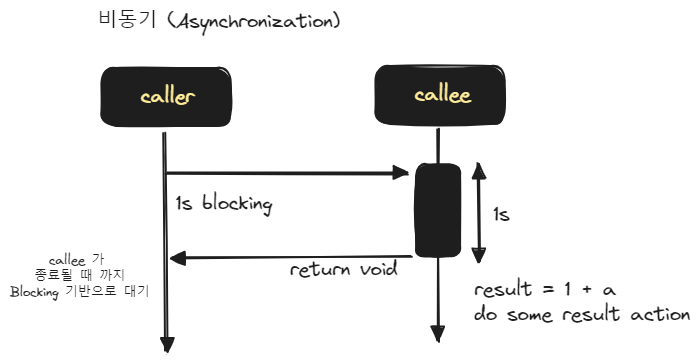 비동기 (Asynchronization)
caller
callee
1s blocking
1s
callee 가
종료될 때 까지
Blocking 기반으로 대기
return void
result = 1 + a
do some result action